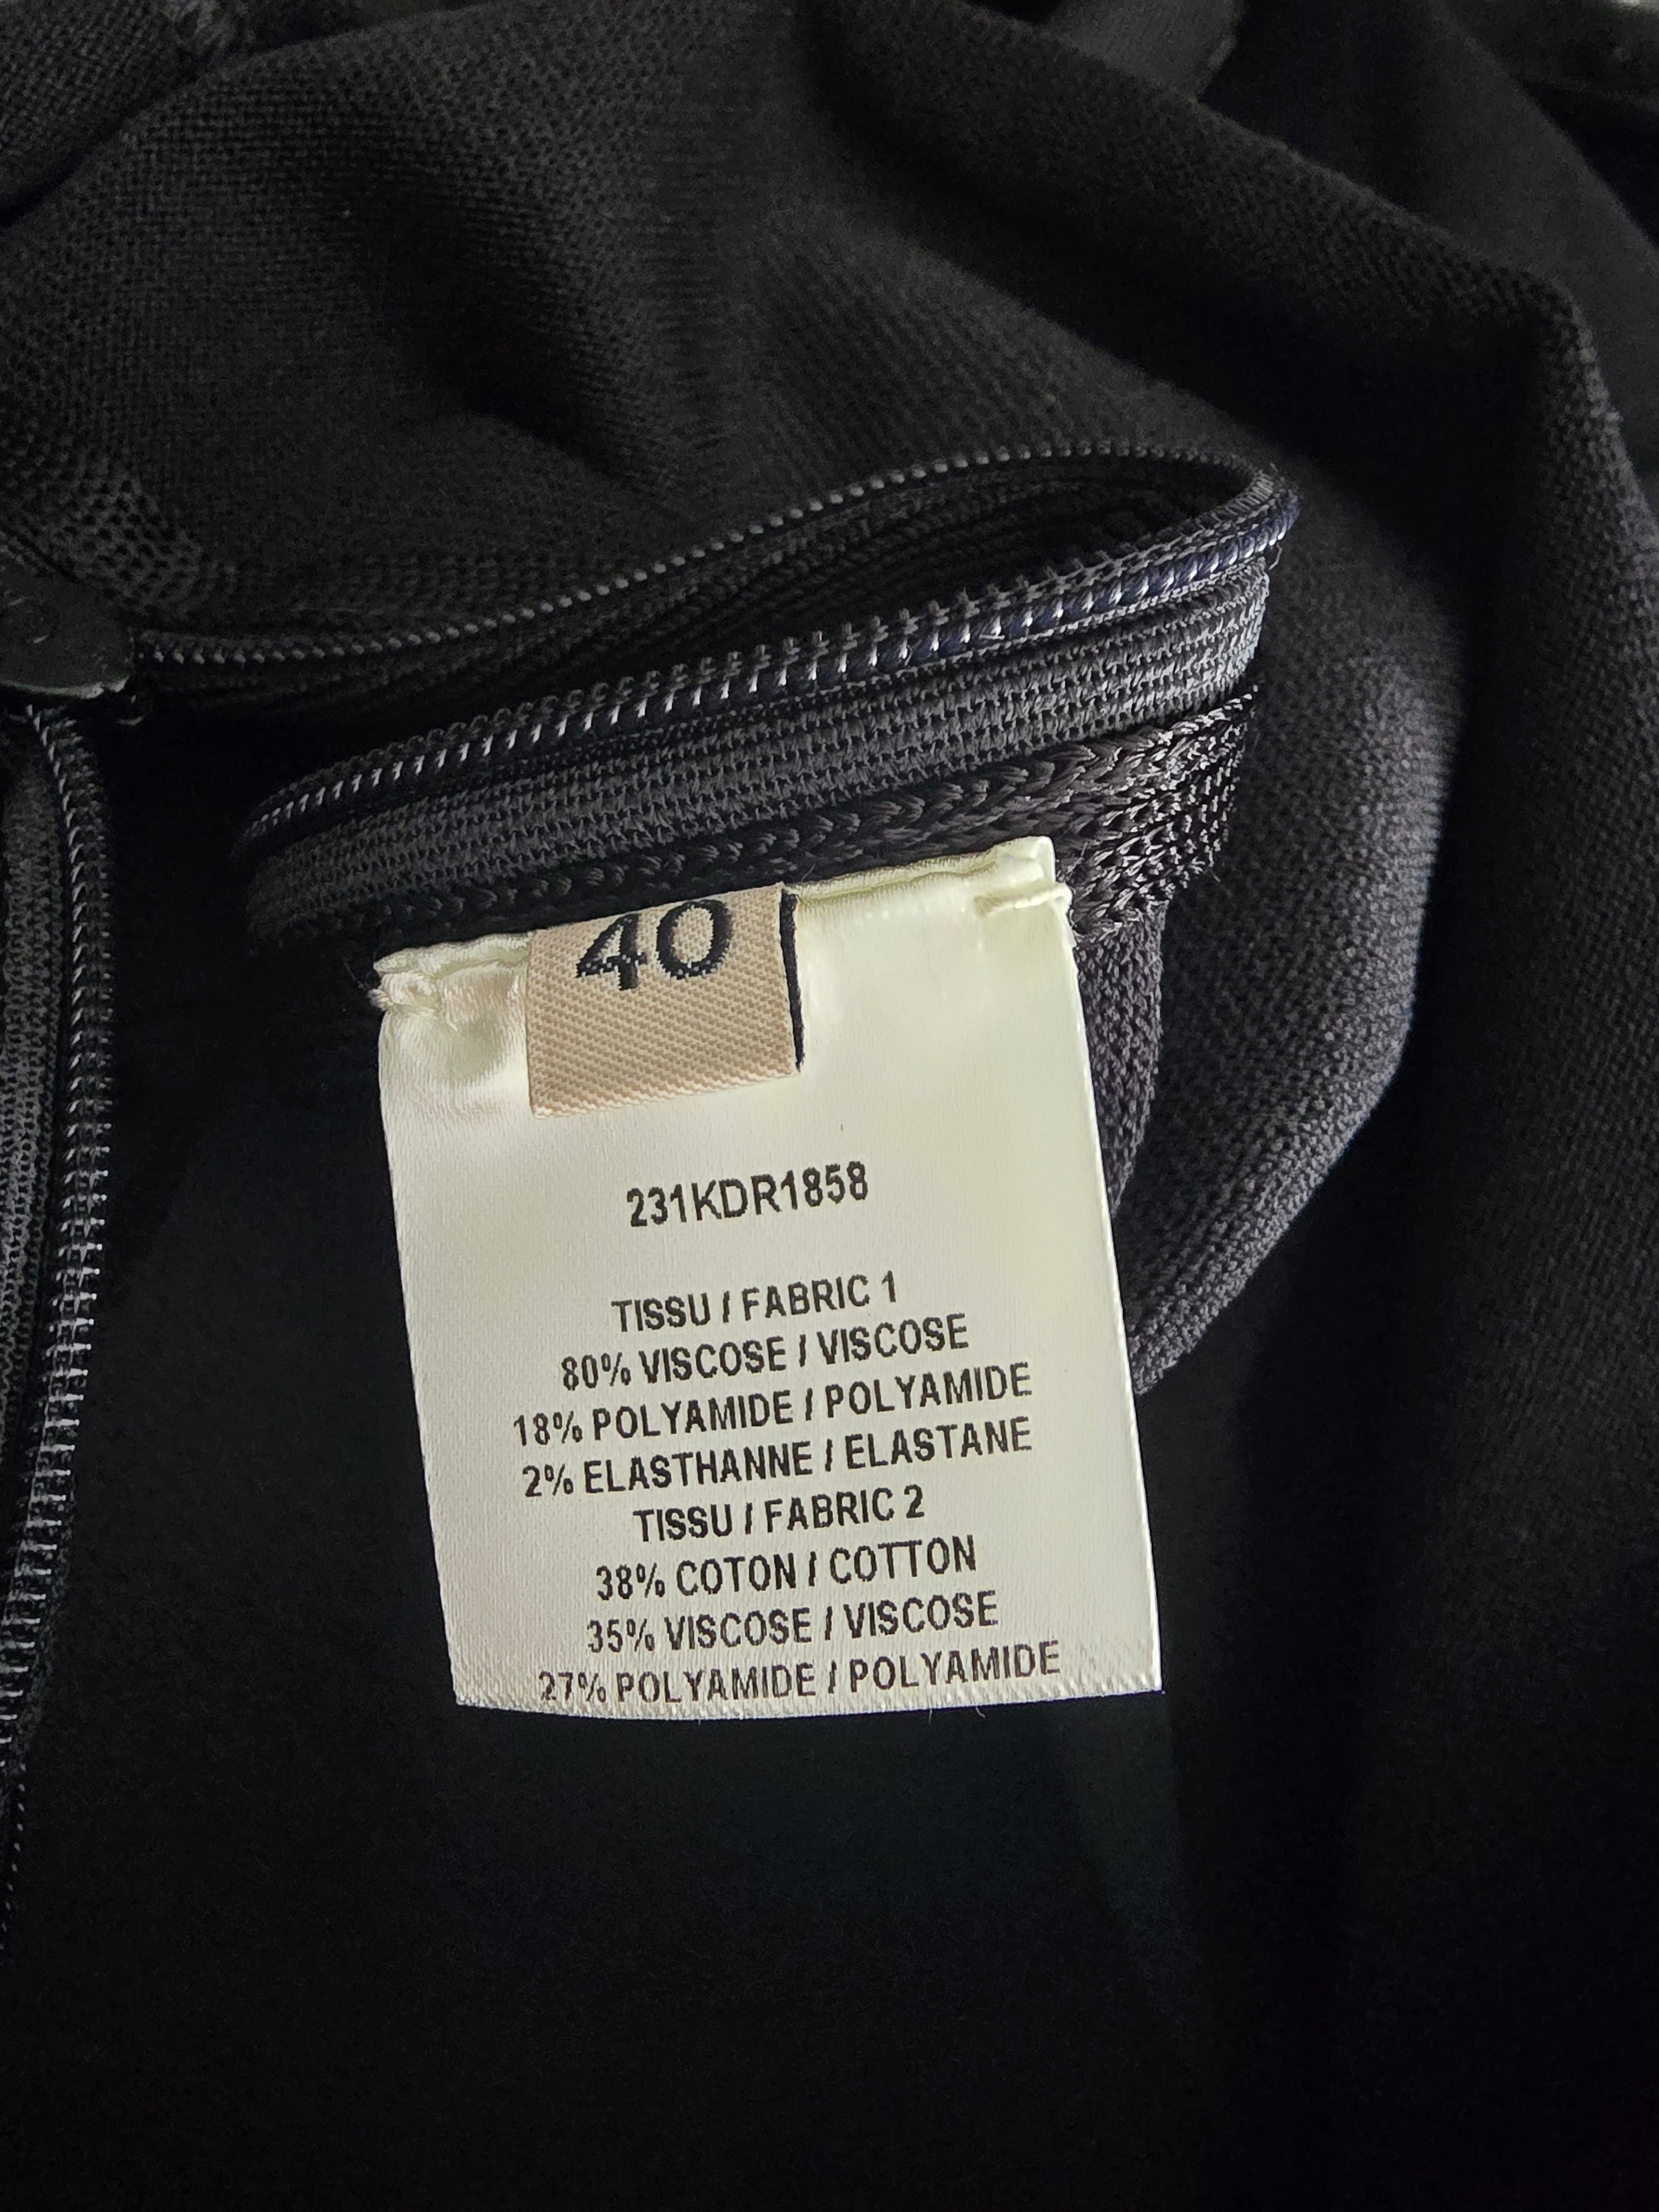 40
231KDR1858
TISSU / FABRIC 1
80% VISCOSE / VISCOSE
18% POLYAMIDE / POLYAMIDE
2% ELASTHANNE / ELASTANE
TISSU / FABRIC 2
38% COTON / COTTON
35% VISCOSE / VISCOSE
27% POLYAMIDE / POLYAMIDE